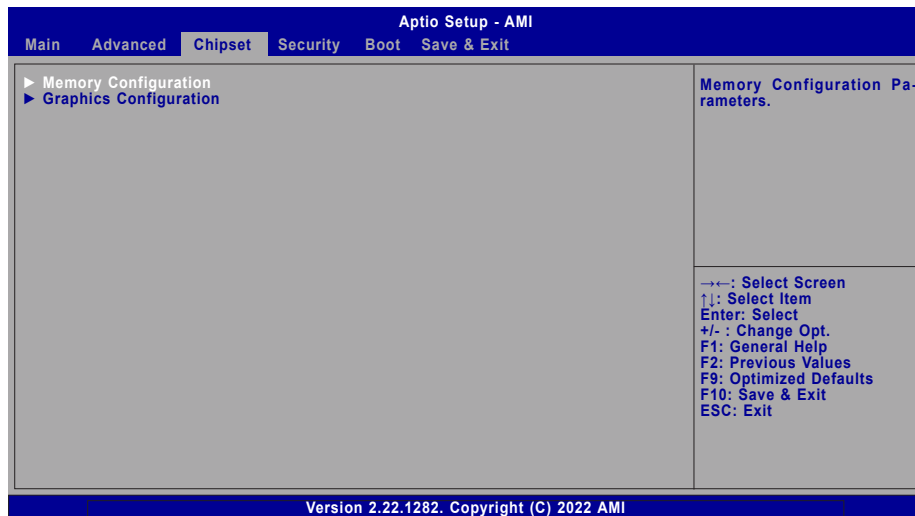 Aptio Setup - AMI
Main Advanced Chipset Security Boot Save & Exit
► Memory Configuration
► Graphics Configuration
Memory Configuration Pa-
rameters.
→←: Select Screen
↑↓: Select Item
Enter: Select
+/- : Change Opt.
F1: General Help
F2: Previous Values
F9: Optimized Defaults
F10: Save & Exit
ESC: Exit
Version 2.22.1282. Copyright (C) 2022 AMI